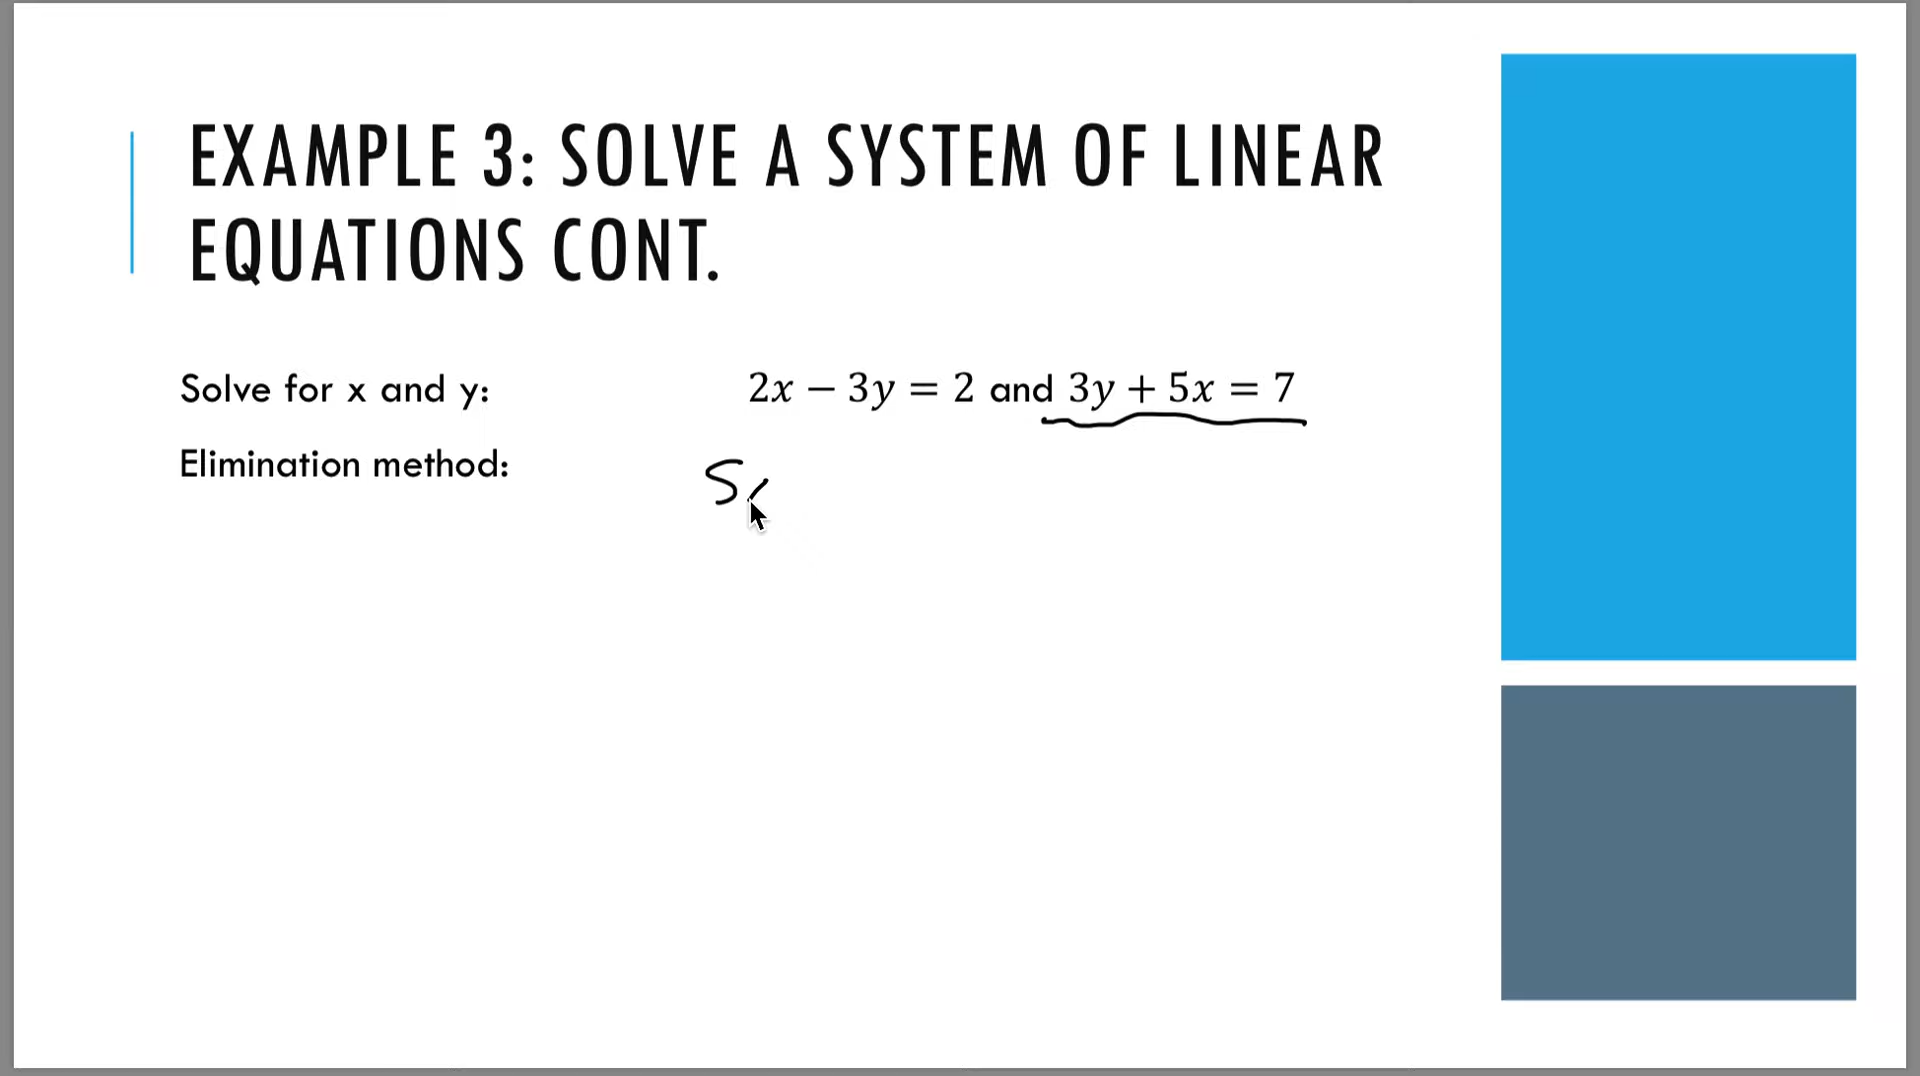 EXAMPLE 3: SOLVE A SYSTEM OF LINEAR
EQUATIONS CONT.
Solve for x and y: 2x − 3y = 2 and 3y + 5x = 7
Elimination method:
5